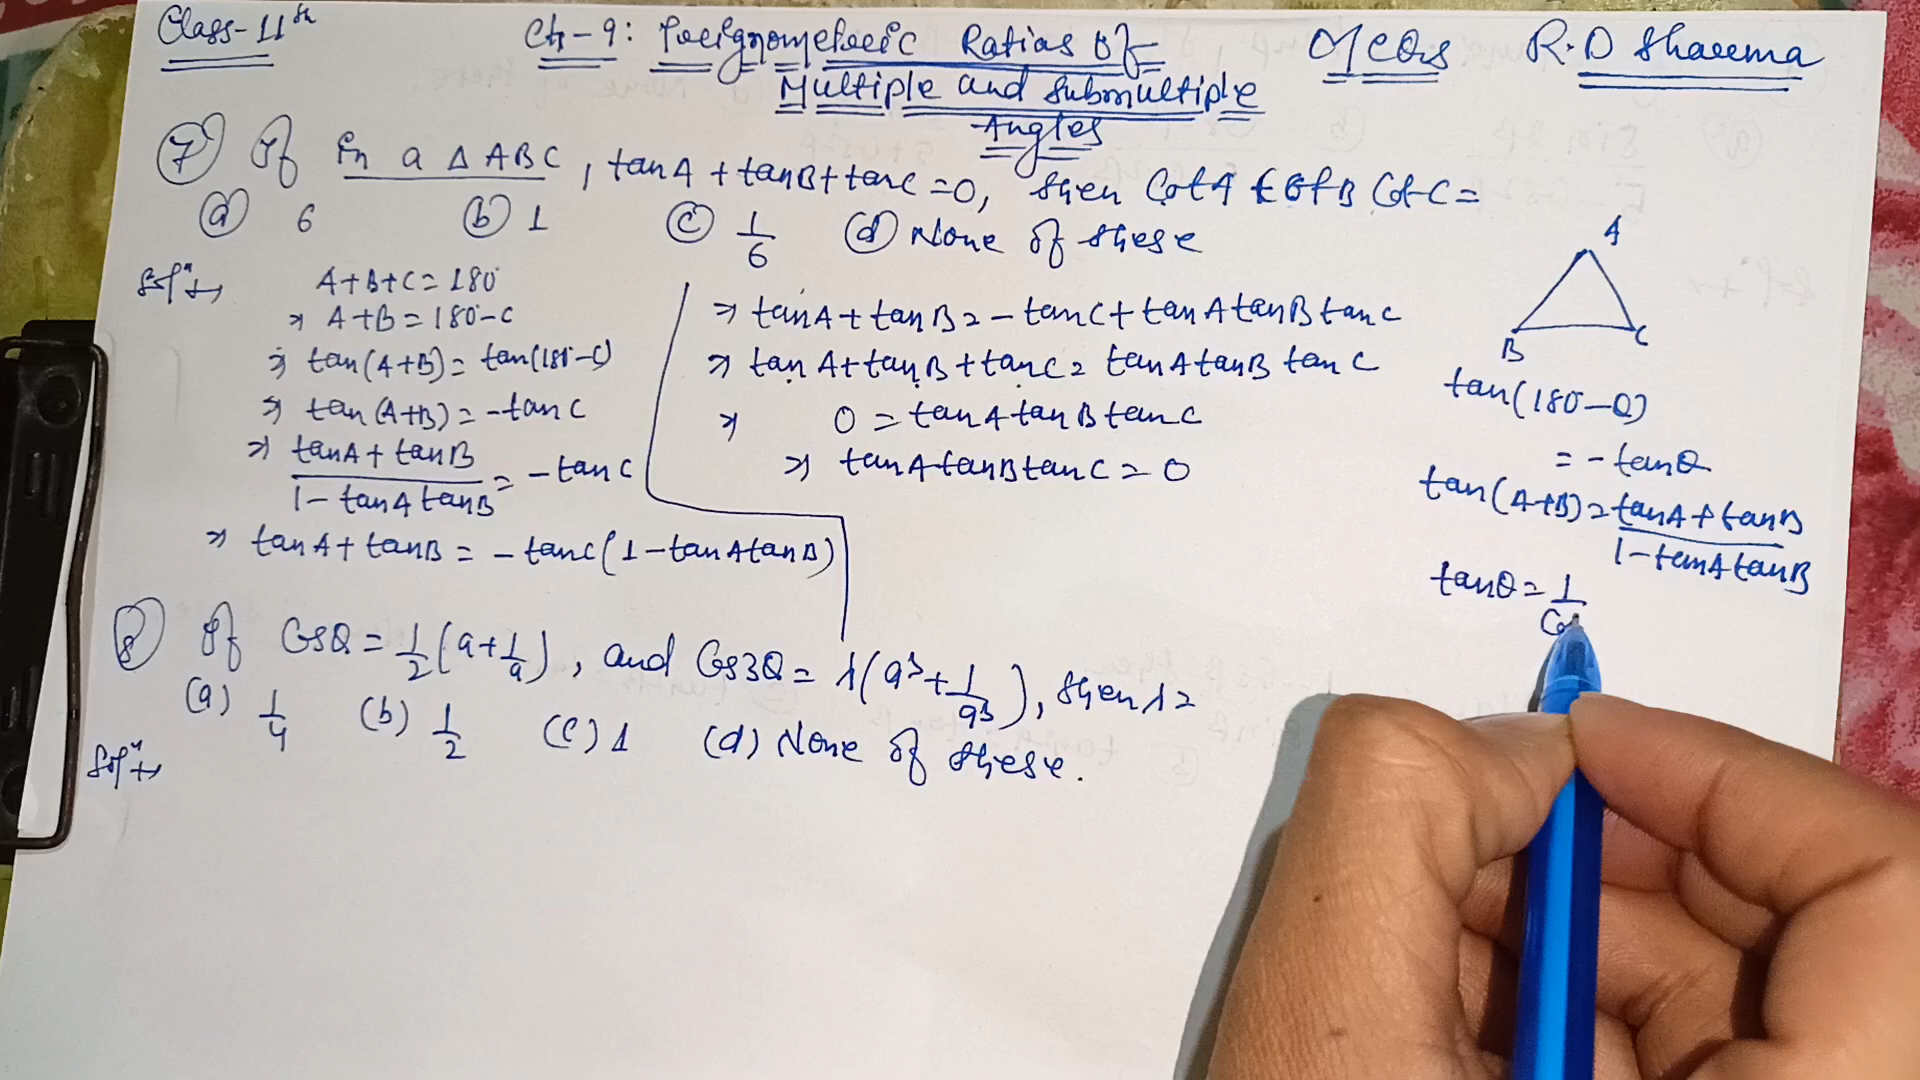 Class-11th
Ch-9: Trigonometric Ratios Of Multiple and Submultiple Angles
MCQs R.D Sharma
(7) If in a Δ ABC, tanA + tanB + tanC = 0, then CotA CotB CotC =
(a) 6 (b) 1 (c) 1/6 (d) None of these
Solⁿ→ A+B+C = 180
⇒ A+B = 180-C
⇒ tan(A+B) = tan(180-C)
⇒ tan(A+B) = -tanC
⇒ (tanA + tanB)/(1 - tanA tanB) = -tanC
⇒ tanA + tanB = -tanC(1-tanAtanB)
⇒ tanA + tanB = -tanC + tanA tanB tanC
⇒ tanA + tanB + tanC = tanA tanB tanC
⇒ 0 = tanA tanB tanC
⇒ tanA tanB tanC = 0
A
B C
tan(180-θ)
= -tanθ
tan(A+B) = (tanA + tanB)/(1 - tanA tanB)
tanθ = 1/Co
(8) If Cosθ = 1/2(a + 1/a), and Cos3θ = λ(a³ + 1/a³), then λ =
(a) 1/4 (b) 1/2 (c) 1 (d) None of these.
Solⁿ→